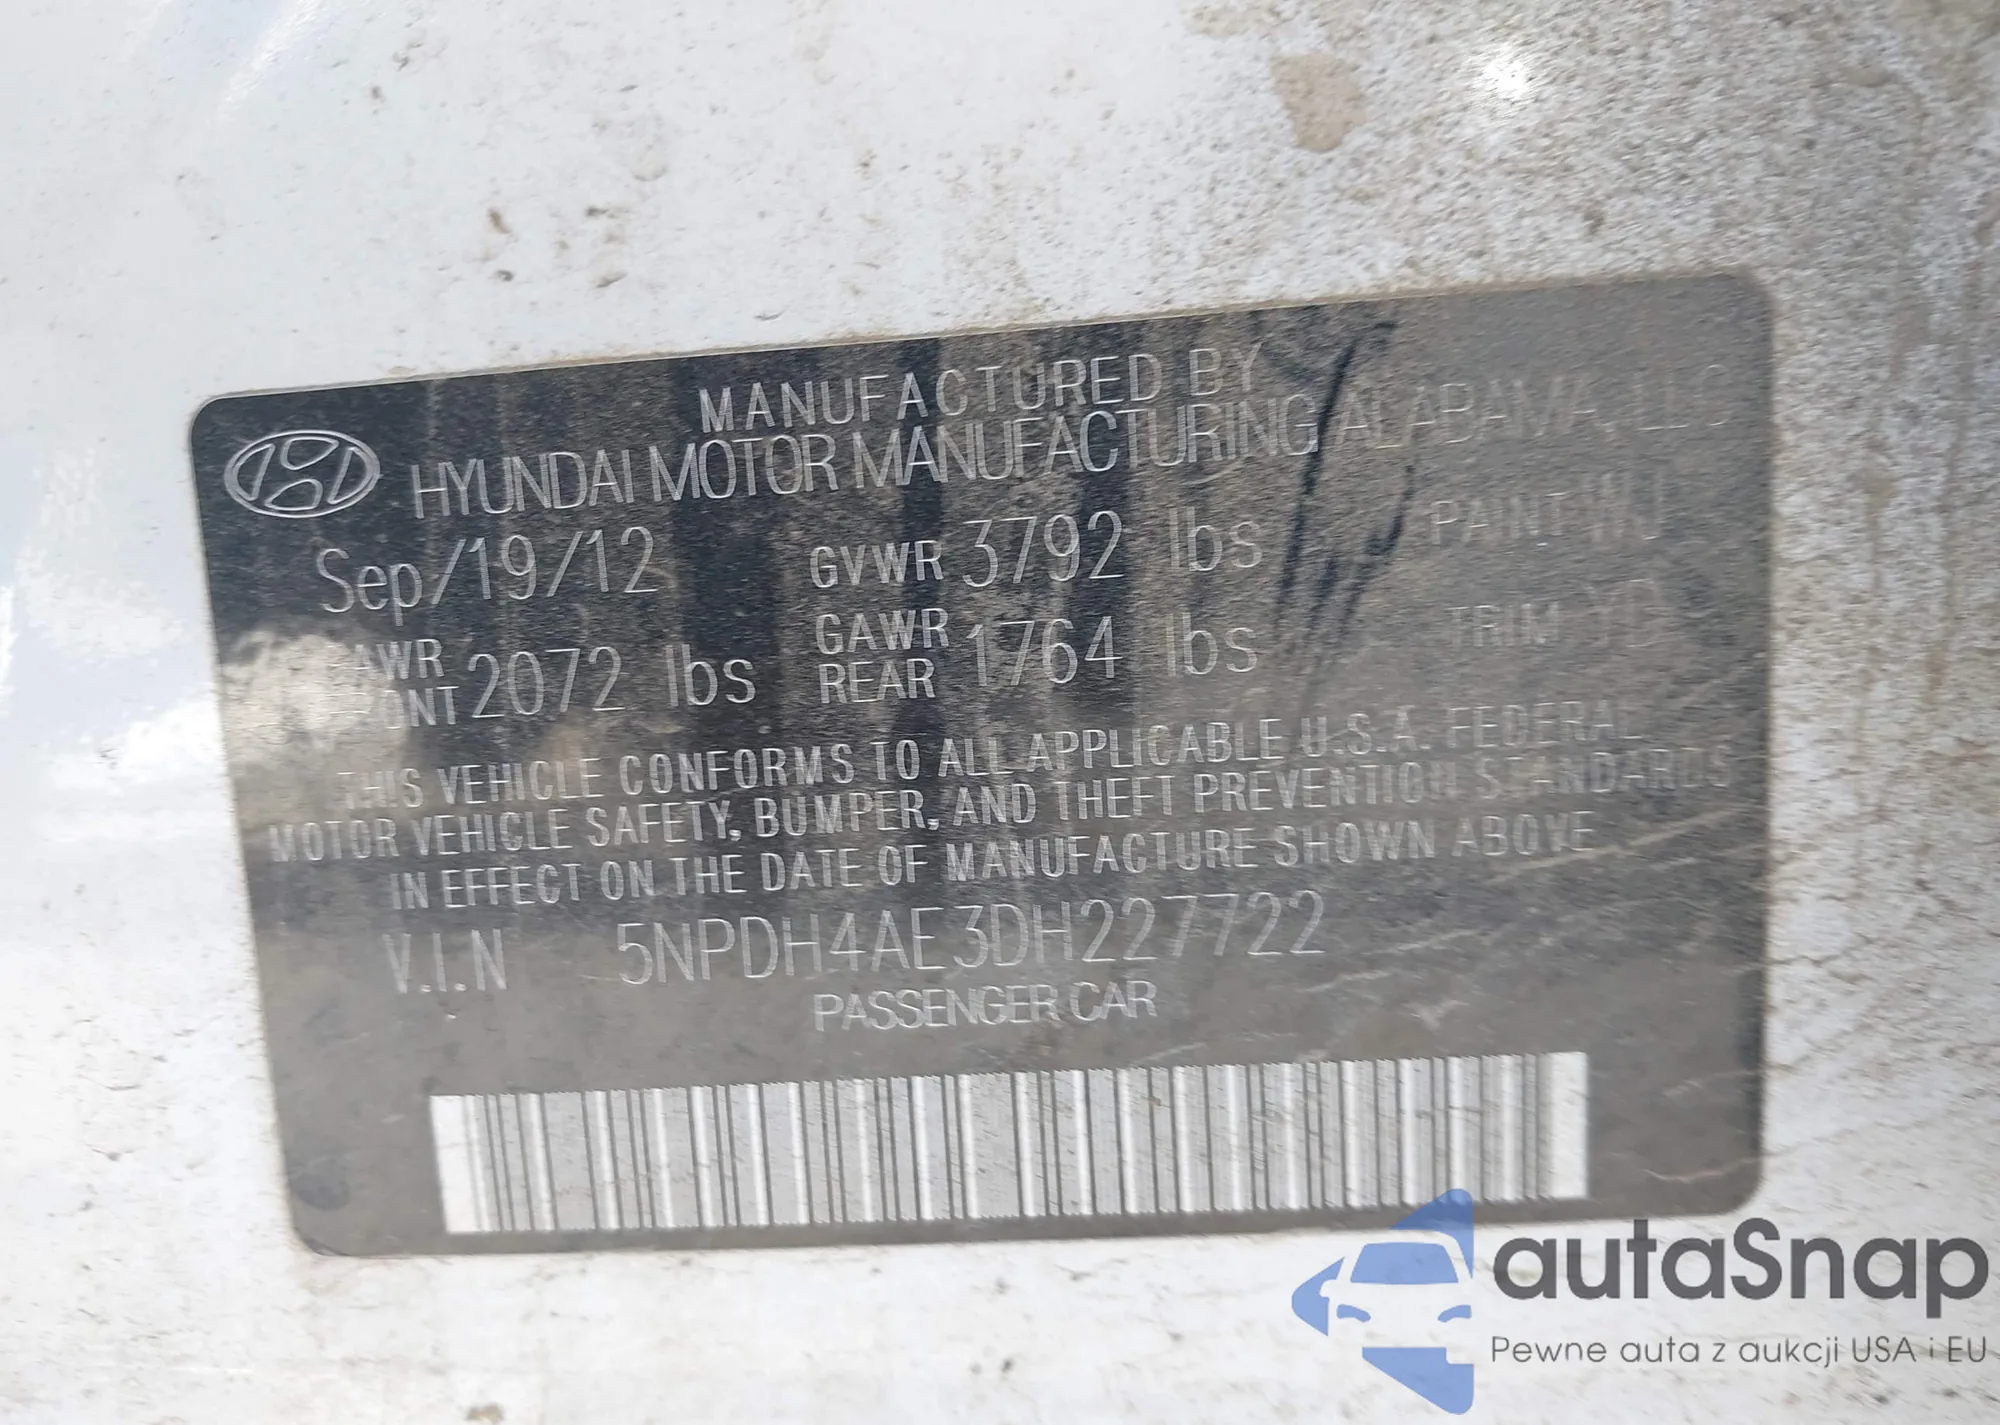 MANUFACTURED BY
HYUNDAI MOTOR MANUFACTURING ALABAMA, LLC
Sep/19/12 GVWR 3792 lbs PAINT
GAWR FRONT 2072 lbs GAWR REAR 1764 lbs TRIM
THIS VEHICLE CONFORMS TO ALL APPLICABLE U.S.A. FEDERAL
MOTOR VEHICLE SAFETY, BUMPER, AND THEFT PREVENTION STANDARDS
IN EFFECT ON THE DATE OF MANUFACTURE SHOWN ABOVE
V.I.N 5NPDH4AE3DH227722
PASSENGER CAR
autaSnap
Pewne auta z aukcji USA i EU